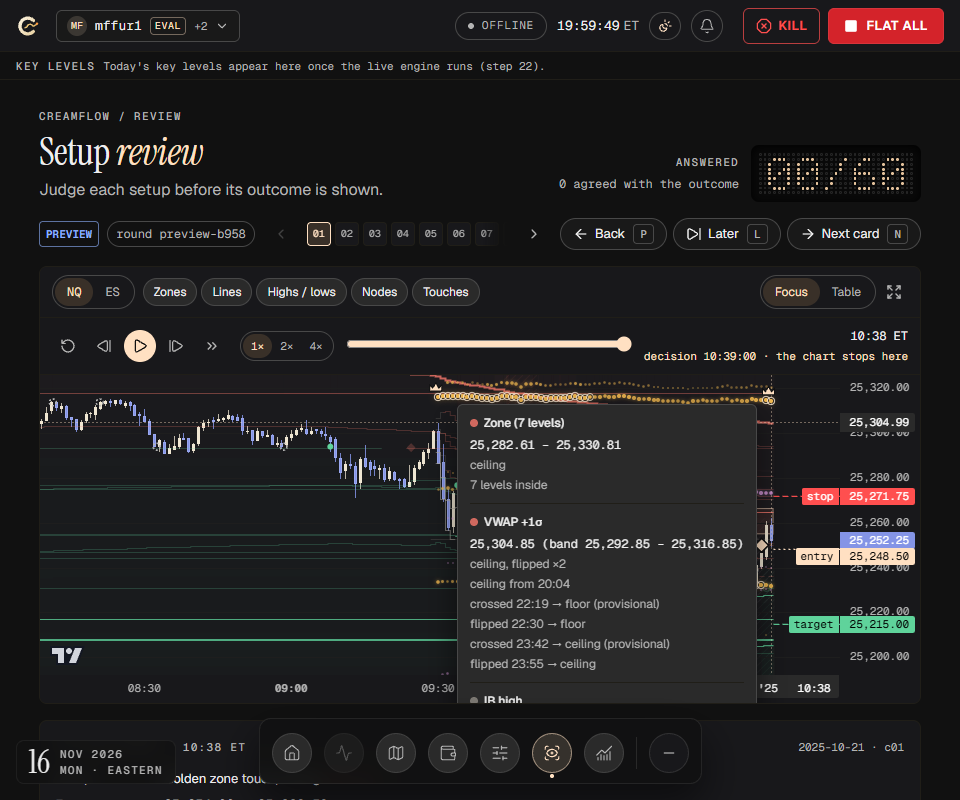 MF mffur1 EVAL +2
OFFLINE
19:59:49 ET
KILL
FLAT ALL
KEY LEVELS Today's key levels appear here once the live engine runs (step 22).
CREAMFLOW / REVIEW
Setup review
Judge each setup before its outcome is shown.
ANSWERED
0 agreed with the outcome
00/60
PREVIEW
round preview-b958
01 02 03 04 05 06 07
Back P
Later L
Next card N
NQ ES
Zones Lines Highs / lows Nodes Touches
Focus Table
1× 2× 4×
10:38 ET
decision 10:39:00 · the chart stops here
25,320.00
25,304.99
25,300.00
25,280.00
stop 25,271.75
25,260.00
25,252.25
entry 25,248.50
25,240.00
25,220.00
target 25,215.00
25,200.00
Zone (7 levels)
25,282.61 – 25,330.81
ceiling
7 levels inside
VWAP +1σ
25,304.85 (band 25,292.85 – 25,316.85)
ceiling, flipped ×2
ceiling from 20:04
crossed 22:19 → floor (provisional)
flipped 22:30 → floor
crossed 23:42 → ceiling (provisional)
flipped 23:55 → ceiling
IB high
08:30 09:00 09:30 '25 10:38
10:38 ET
2025-10-21 · c01
16 NOV 2026
MON · EASTERN
olden zone